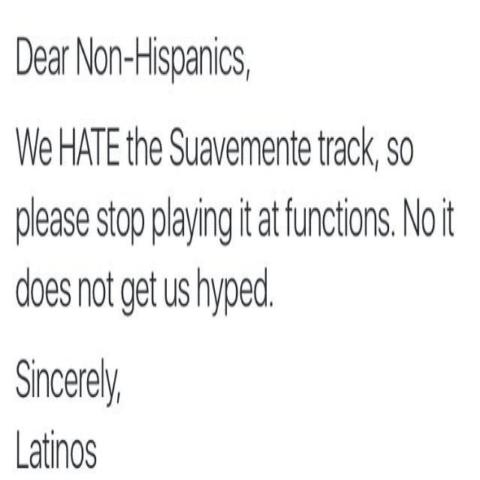 Dear Non-Hispanics,
We HATE the Suavemente track, so
please stop playing it at functions. No it
does not get us hyped.
Sincerely,
Latinos